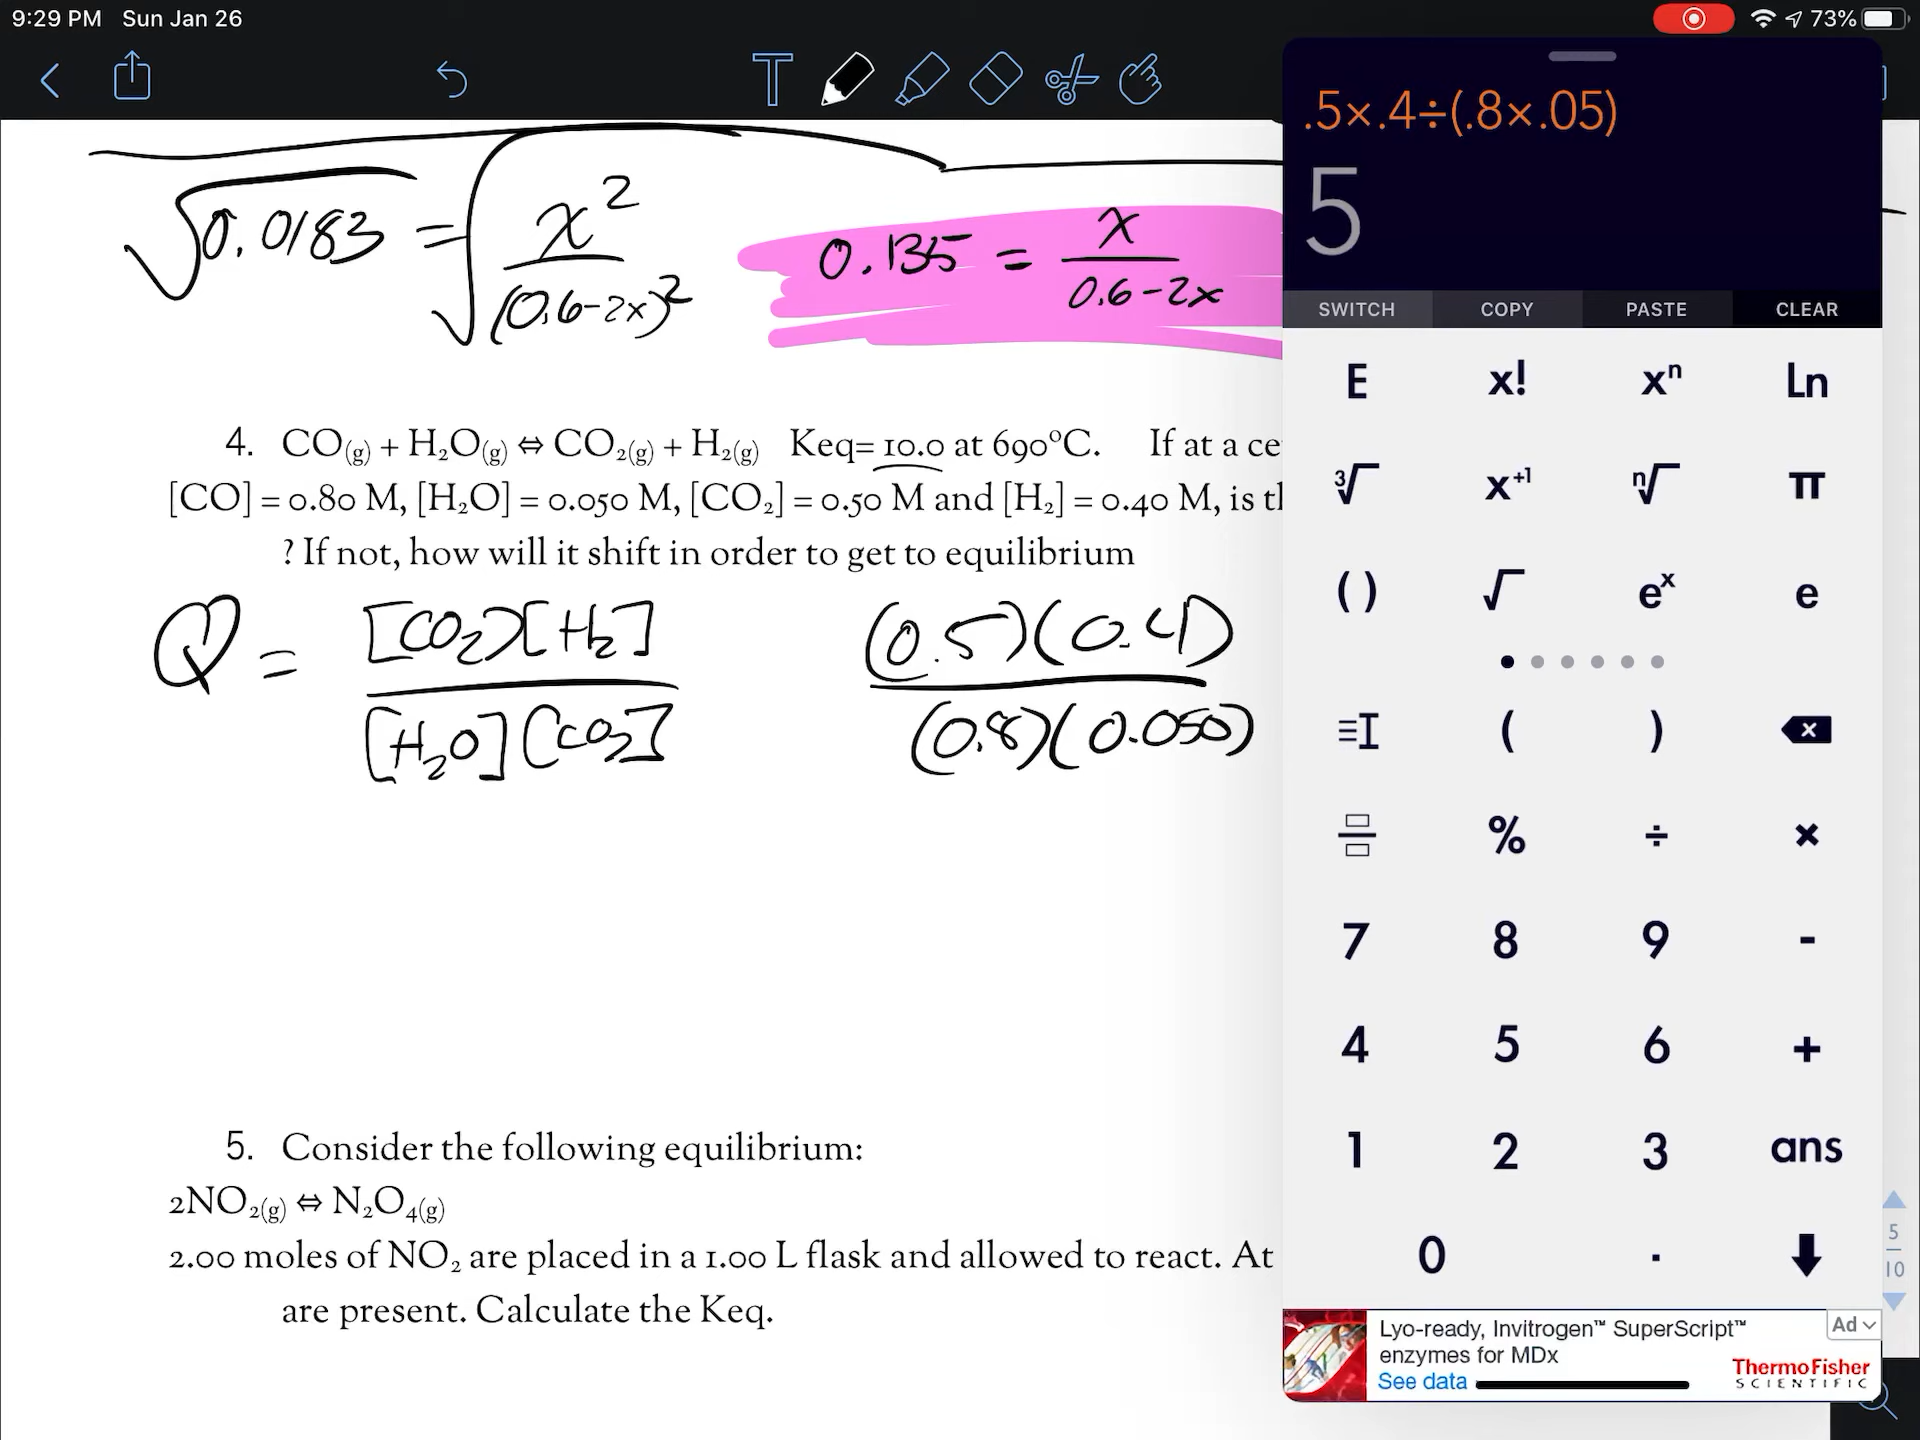 9:29 PM Sun Jan 26
73%
T
.5×.4÷(.8×.05)
5
SWITCH COPY PASTE CLEAR
√0.0183 = √x²/(0.6-2x)²
0.135 = x/0.6-2x
4. CO(g) + H₂O(g) ⇔ CO₂(g) + H₂(g) Keq= 10.0 at 690°C. If at a ce
[CO] = 0.80 M, [H₂O] = 0.050 M, [CO₂] = 0.50 M and [H₂] = 0.40 M, is tl
? If not, how will it shift in order to get to equilibrium
Q = [CO₂][H₂]/[H₂O][CO₂] (0.5)(0.4)/(0.8)(0.050)
5. Consider the following equilibrium:
2NO₂(g) ⇔ N₂O₄(g)
2.00 moles of NO₂ are placed in a 1.00 L flask and allowed to react. At
are present. Calculate the Keq.
E x! xⁿ Ln
³√ x⁺¹ ⁿ√ π
( ) √ eˣ e
( )
% ÷ ×
7 8 9 -
4 5 6 +
1 2 3 ans
0 .
5
10
Lyo-ready, Invitrogen™ SuperScript™
enzymes for MDx
See data
Ad
ThermoFisher
SCIENTIFIC